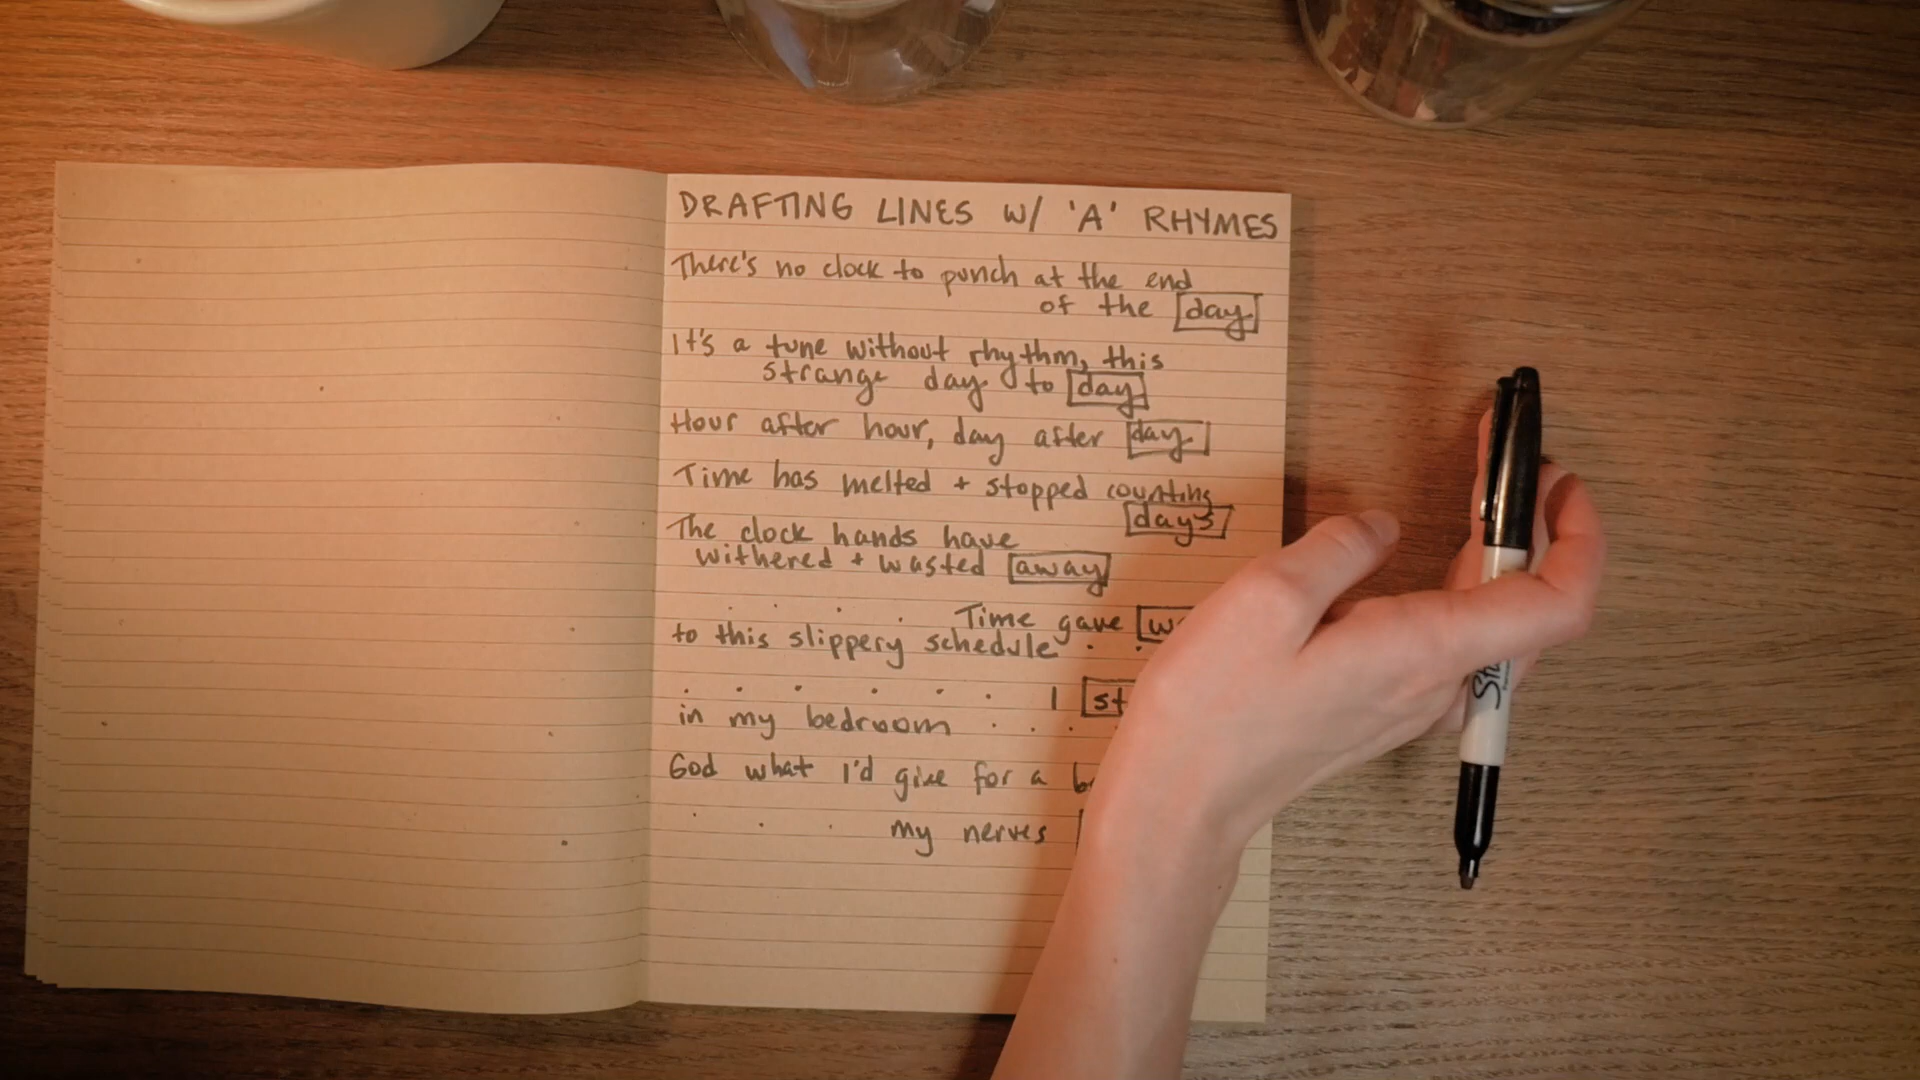 DRAFTING LINES W/ 'A' RHYMES
There's no clock to punch at the end
of the day
It's a tune without rhythm, this
strange day to day
Hour after hour, day after day
Time has melted + stopped counting
days
The clock hands have
withered + wasted away
. . . . Time gave
to this slippery schedule . .
. . . . . . I
in my bedroom . . .
God what I'd give for a
. . . my nerves